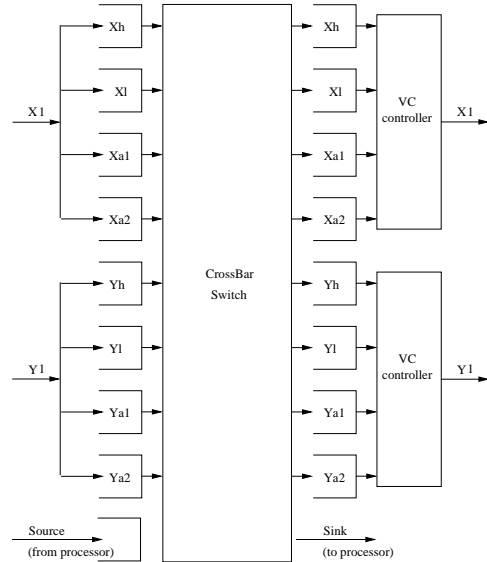 Xh
Xh
Xl
Xl
VC
controller
X1
X1
Xa1
Xa1
Xa2
Xa2
CrossBar
Switch
Yh
Yh
Yl
Yl
VC
controller
Y1
Y1
Ya1
Ya1
Ya2
Ya2
Source
(from processor)
Sink
(to processor)